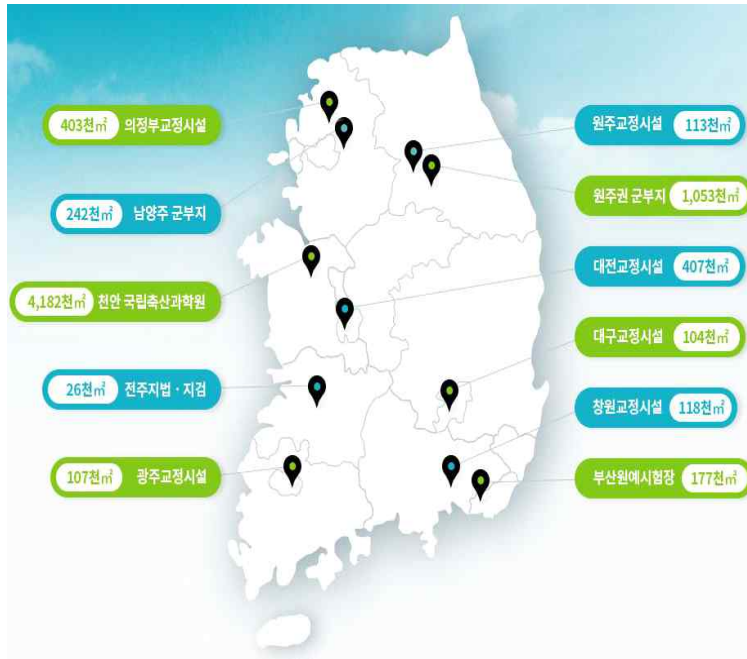 403천㎡ 의정부교정시설
242천㎡ 남양주 군부지
4,182천㎡ 천안 국립축산과학원
26천㎡ 전주지법·지검
107천㎡ 광주교정시설
원주교정시설 113천㎡
원주권 군부지 1,053천㎡
대전교정시설 407천㎡
대구교정시설 104천㎡
창원교정시설 118천㎡
부산원예시험장 177천㎡